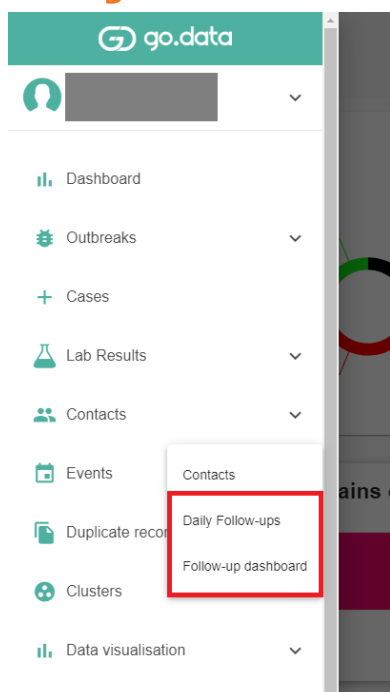 go.data
Dashboard
Outbreaks
Cases
Lab Results
Contacts
Events
Contacts
Daily Follow-ups
Duplicate recor
Follow-up dashboard
Clusters
Data visualisation
ains